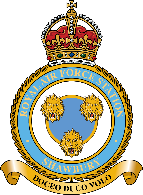 ROYAL AIR FORCE STATION
SHAWBURY
DOCEO DUCO VOLO